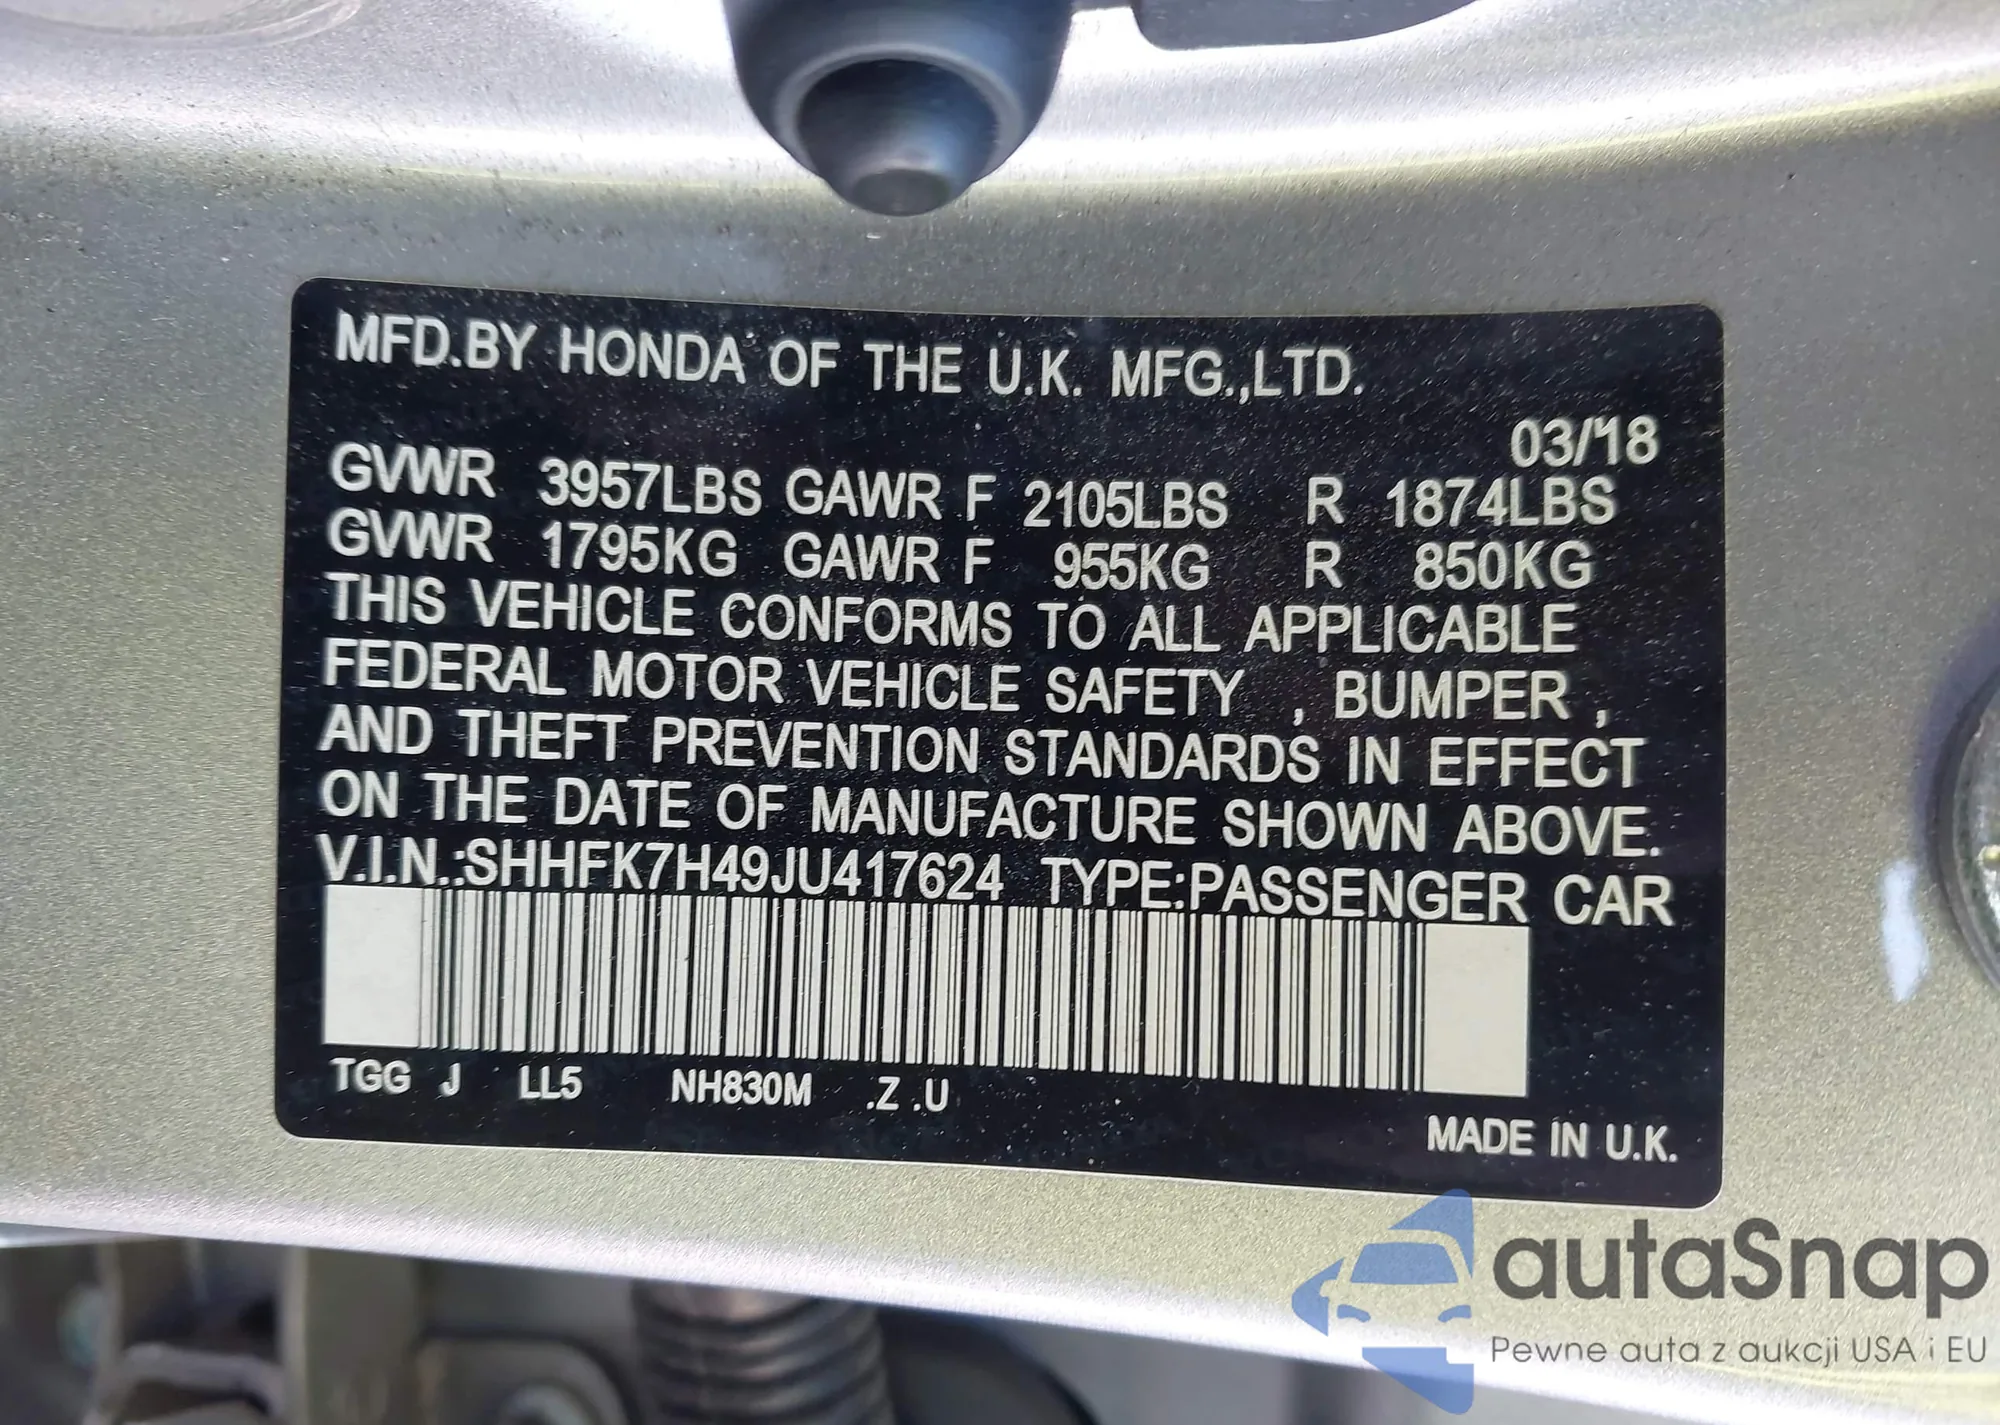 MFD.BY HONDA OF THE U.K. MFG.,LTD.
03/'18
GVWR 3957LBS GAWR F 2105LBS R 1874LBS
GVWR 1795KG GAWR F 955KG R 850KG
THIS VEHICLE CONFORMS TO ALL APPLICABLE
FEDERAL MOTOR VEHICLE SAFETY , BUMPER ,
AND THEFT PREVENTION STANDARDS IN EFFECT
ON THE DATE OF MANUFACTURE SHOWN ABOVE.
V.I.N.:SHHFK7H49JU417624 TYPE:PASSENGER CAR
TGG J LL5 NH830M .Z .U
MADE IN U.K.
autaSnap
Pewne auta z aukcji USA i EU